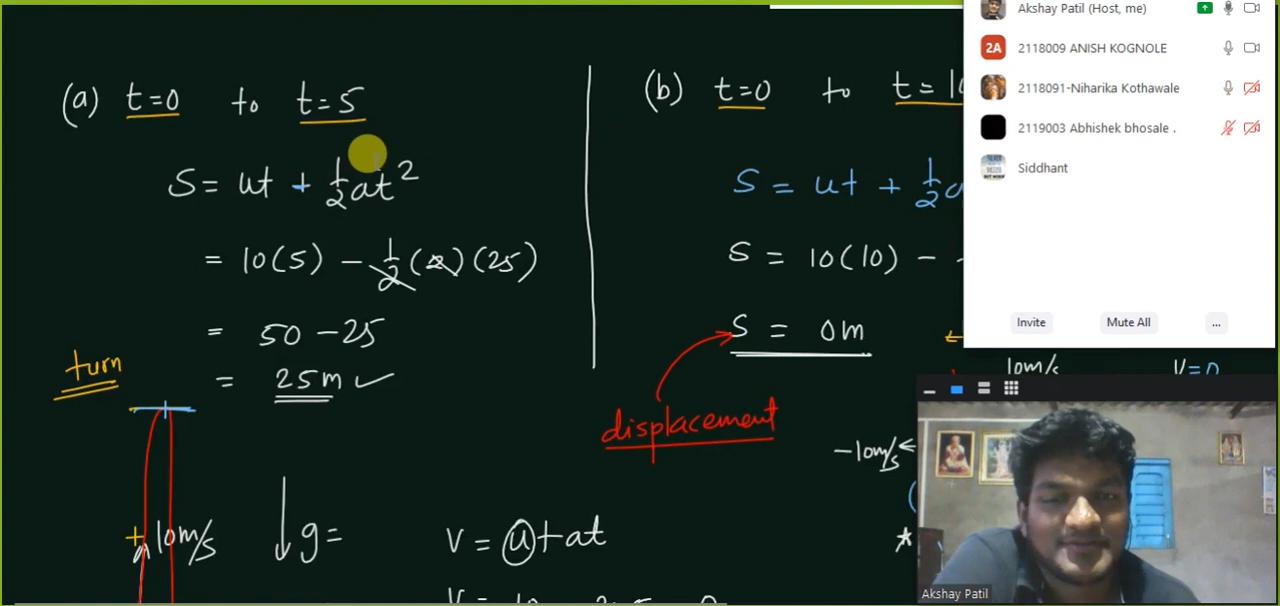 (a) t=0 to t=5
S= ut + ½at²
= 10(5) – ½(2)(25)
= 50 – 25
= 25m ✓
turn
+10m/s
↓g=
v = u+at
(b) t=0 to t=
S = ut + ½
S = 10(10) –
S = 0m
displacement
10m/s
V=0
–10m/s←
*
Akshay Patil (Host, me)
2A 2118009 ANISH KOGNOLE
2118091-Niharika Kothawale
2119003 Abhishek bhosale .
Siddhant
Invite Mute All ...
Akshay Patil